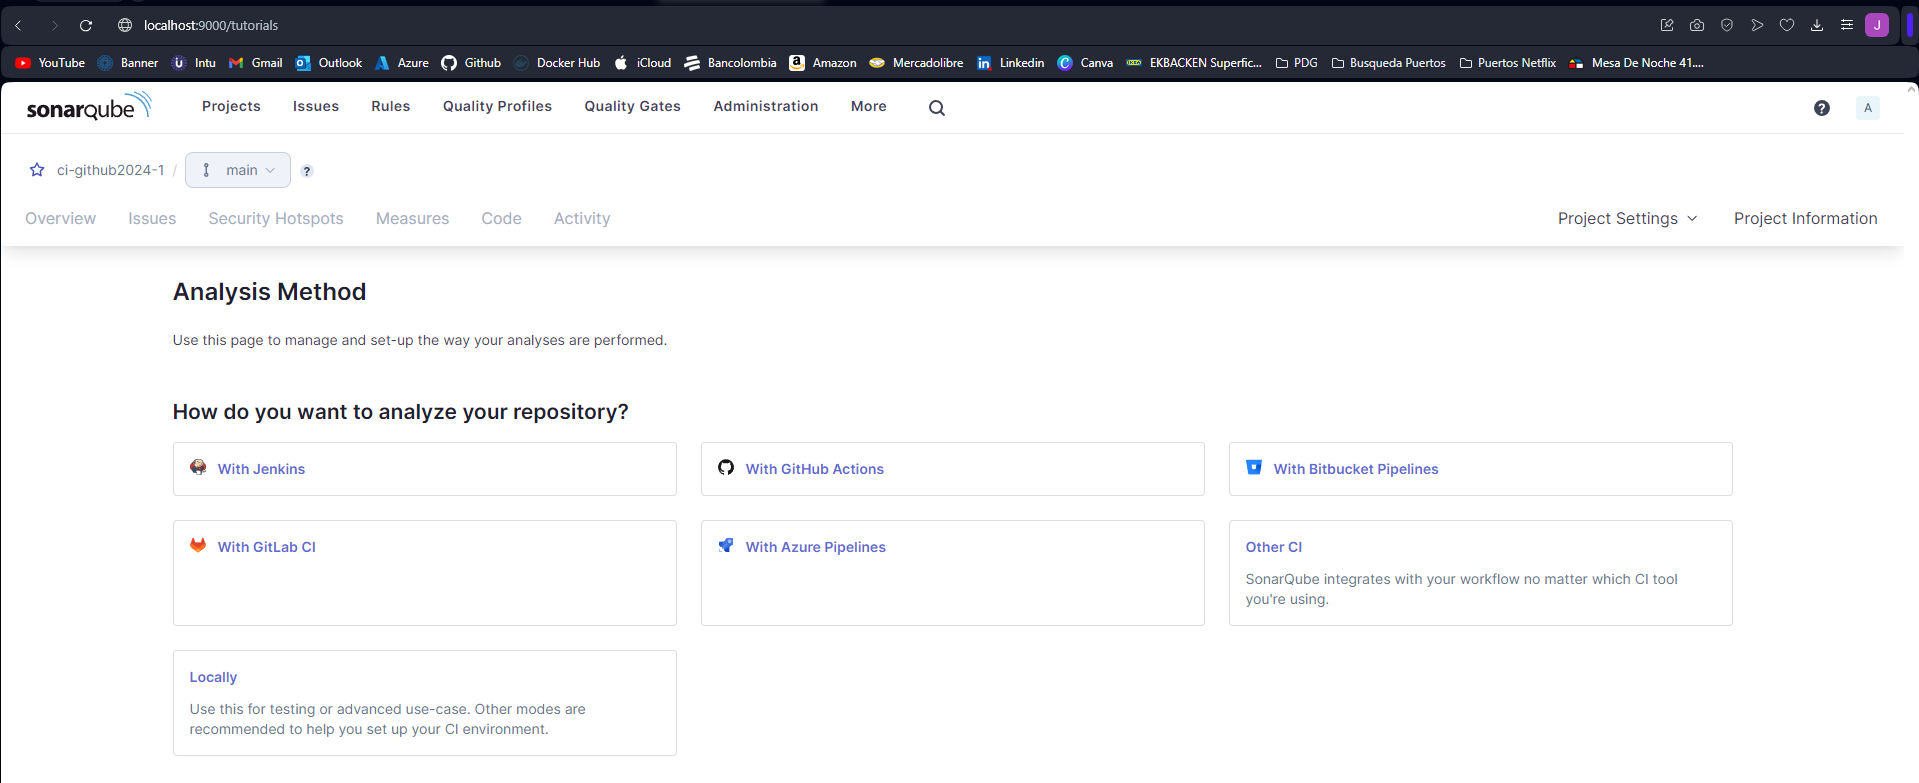 localhost:9000/tutorials
J
YouTube Banner Intu Gmail Outlook Azure Github Docker Hub iCloud Bancolombia Amazon Mercadolibre Linkedin Canva EKBACKEN Superfic... PDG Busqueda Puertos Puertos Netflix Mesa De Noche 41....
sonarqube Projects Issues Rules Quality Profiles Quality Gates Administration More ? A
ci-github2024-1 / main ?
Overview Issues Security Hotspots Measures Code Activity Project Settings Project Information
Analysis Method
Use this page to manage and set-up the way your analyses are performed.
How do you want to analyze your repository?
With Jenkins
With GitHub Actions
With Bitbucket Pipelines
With GitLab CI
With Azure Pipelines
Other CI
SonarQube integrates with your workflow no matter which CI tool
you're using.
Locally
Use this for testing or advanced use-case. Other modes are
recommended to help you set up your CI environment.